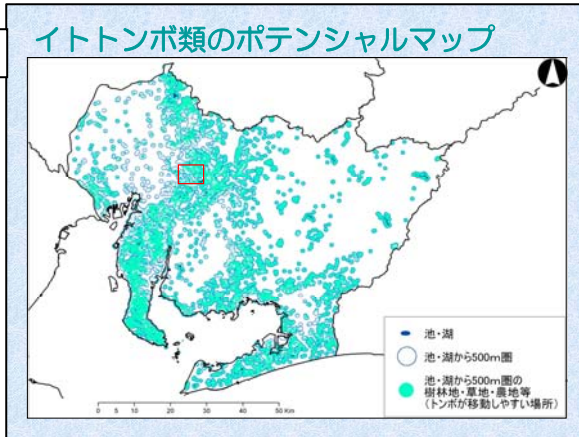 イトトンボ類のポテンシャルマップ
池・湖
池・湖から500m圏
池・湖から500m圏の
樹林地・草地・農地等
(トンボが移動しやすい場所)
0 5 10 20 30 40 50 Km